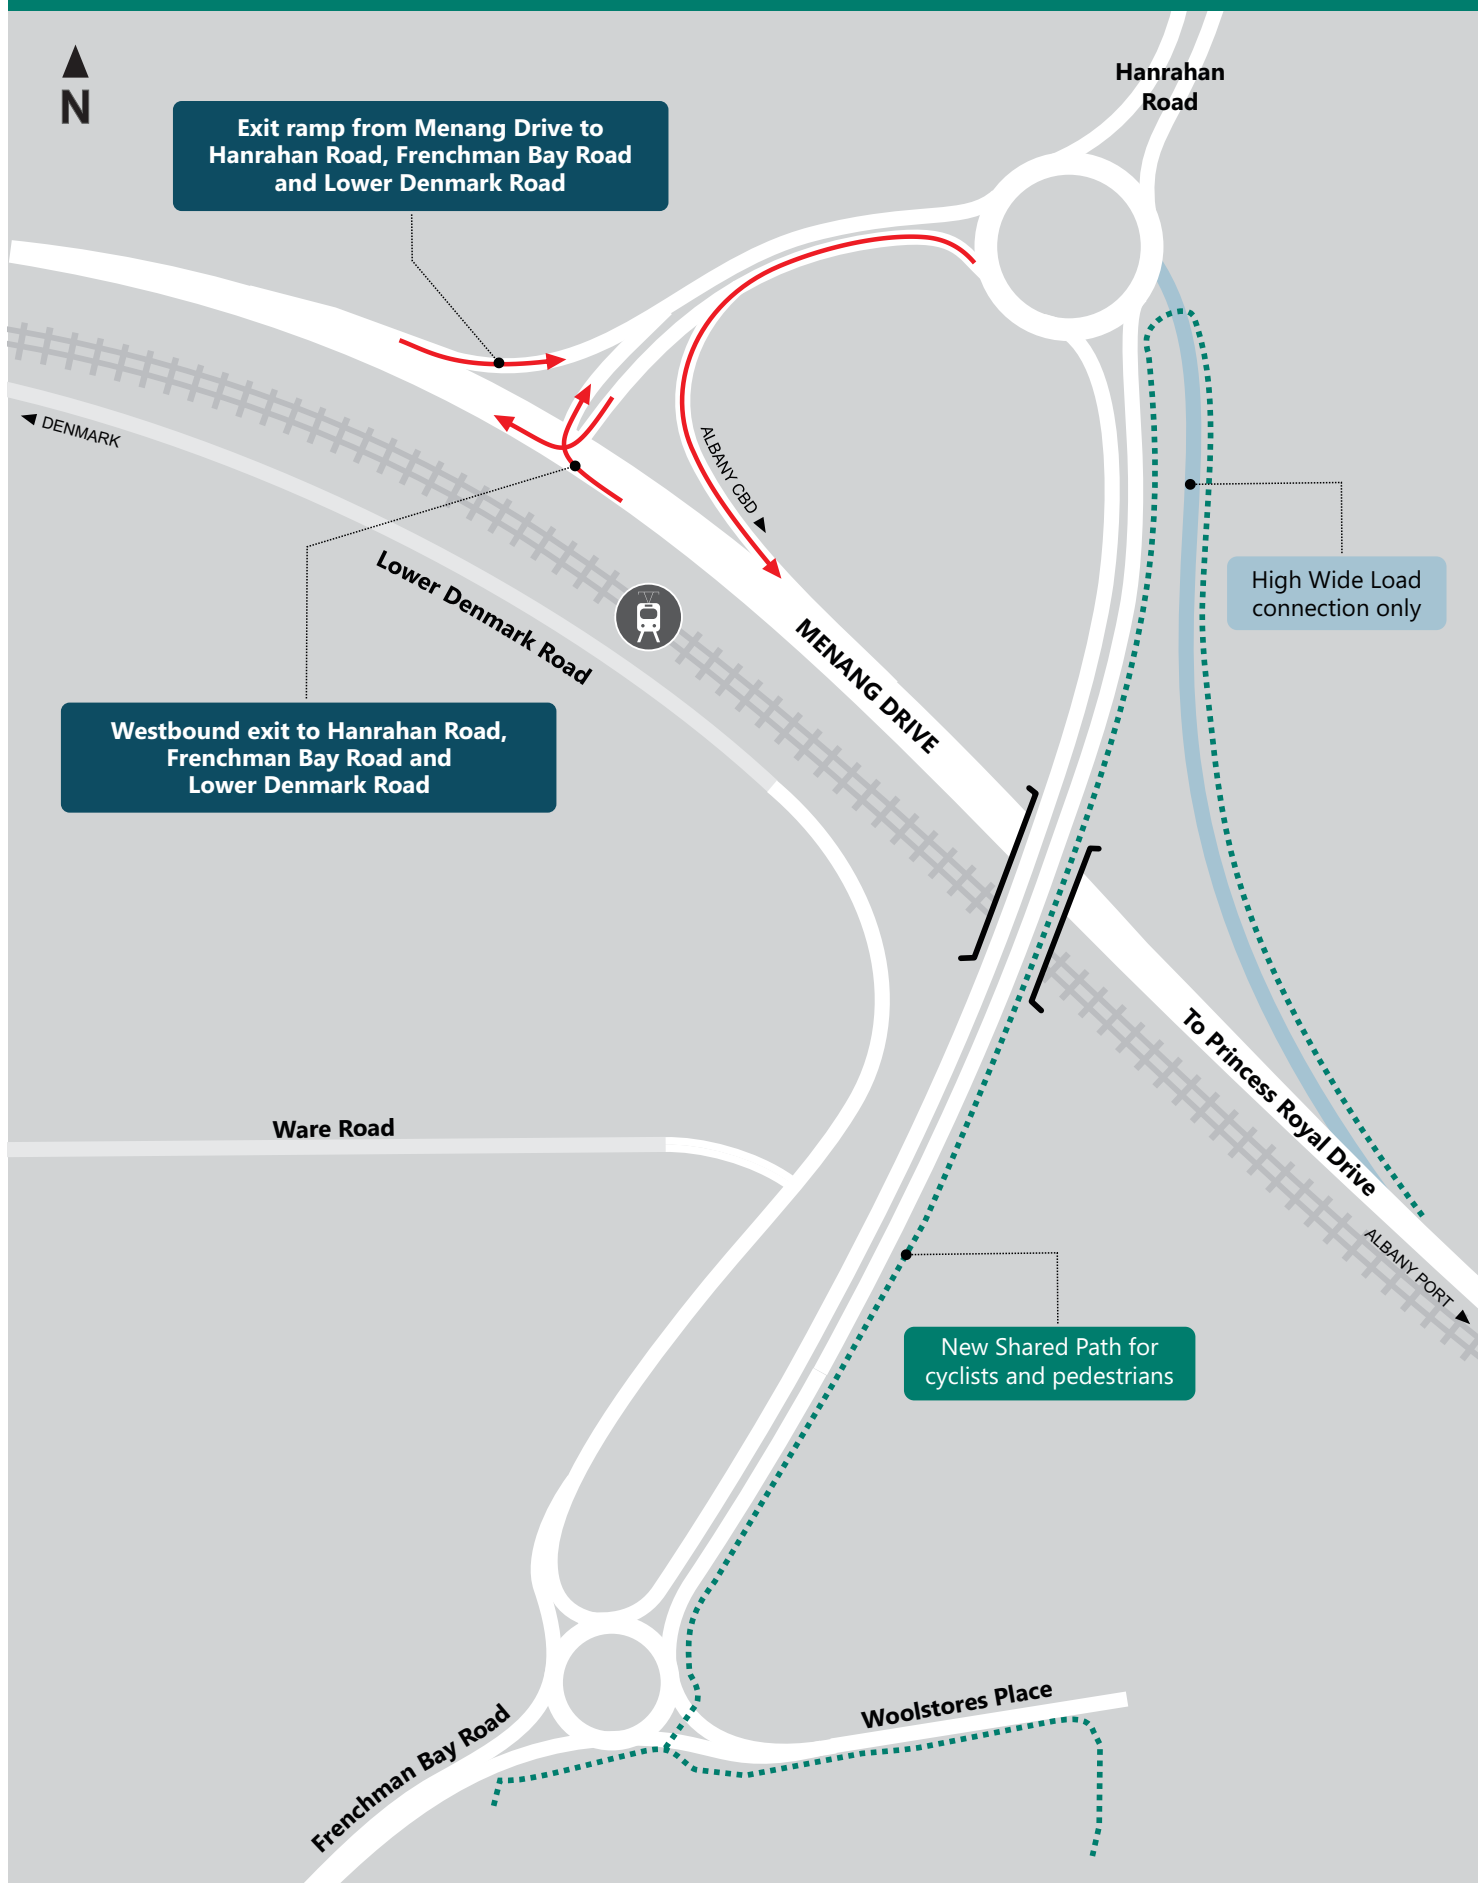 Hanrahan
Road
N
Exit ramp from Menang Drive to
Hanrahan Road, Frenchman Bay Road
and Lower Denmark Road
DENMARK
ALBANY CBD
Lower Denmark Road
High Wide Load
connection only
MENANG DRIVE
Westbound exit to Hanrahan Road,
Frenchman Bay Road and
Lower Denmark Road
To Princess Royal Drive
Ware Road
ALBANY PORT
New Shared Path for
cyclists and pedestrians
Woolstores Place
Frenchman Bay Road